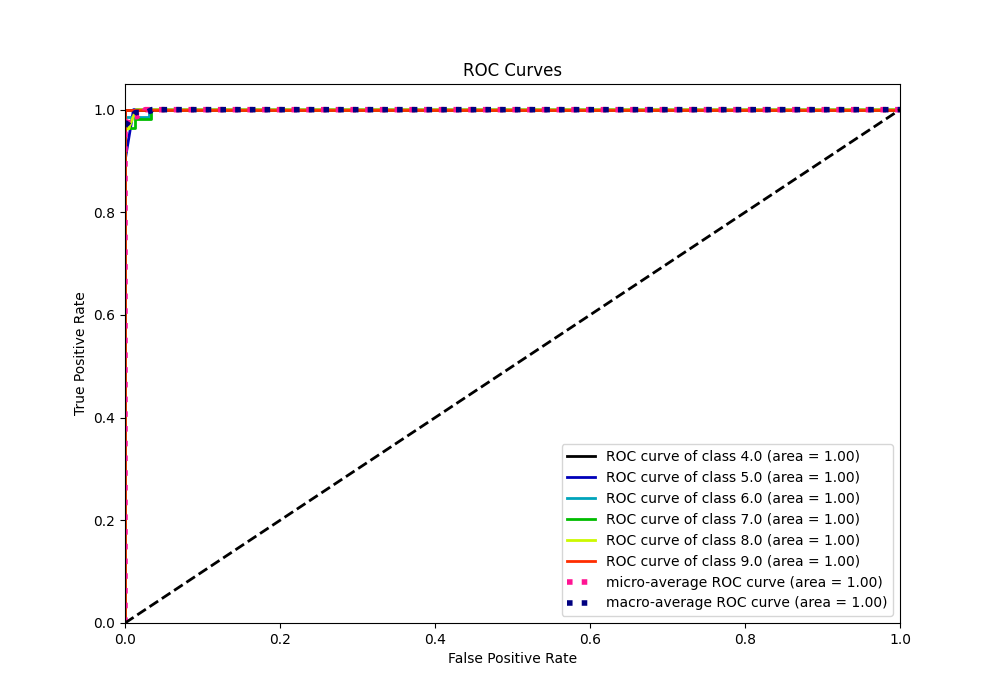 ROC Curves
True Positive Rate
1.0
0.8
0.6
0.4
0.2
0.0
0.0 0.2 0.4 0.6 0.8 1.0
False Positive Rate
ROC curve of class 4.0 (area = 1.00)
ROC curve of class 5.0 (area = 1.00)
ROC curve of class 6.0 (area = 1.00)
ROC curve of class 7.0 (area = 1.00)
ROC curve of class 8.0 (area = 1.00)
ROC curve of class 9.0 (area = 1.00)
micro-average ROC curve (area = 1.00)
macro-average ROC curve (area = 1.00)